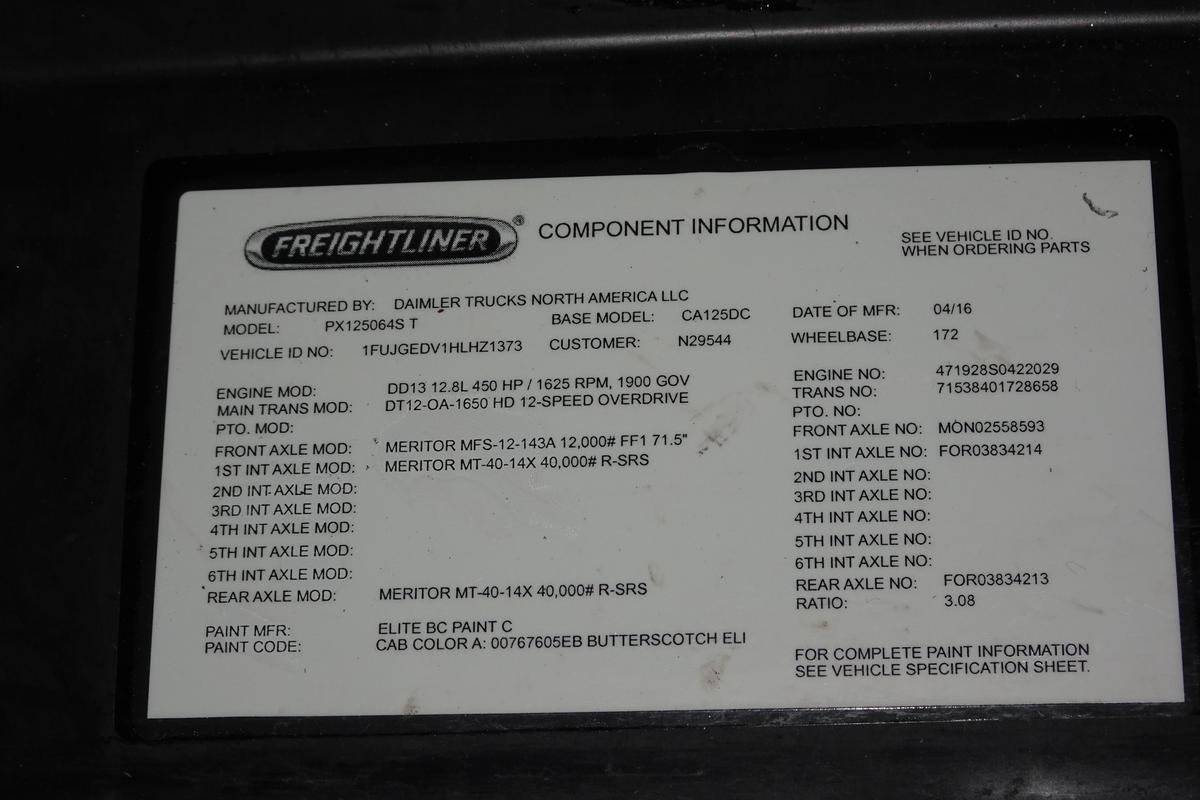 FREIGHTLINER® COMPONENT INFORMATION
SEE VEHICLE ID NO.
WHEN ORDERING PARTS
MANUFACTURED BY: DAIMLER TRUCKS NORTH AMERICA LLC
MODEL: PX125064S T BASE MODEL: CA125DC DATE OF MFR: 04/16
VEHICLE ID NO: 1FUJGEDV1HLHZ1373 CUSTOMER: N29544 WHEELBASE: 172
ENGINE MOD: DD13 12.8L 450 HP / 1625 RPM, 1900 GOV ENGINE NO: 471928S0422029
MAIN TRANS MOD: DT12-OA-1650 HD 12-SPEED OVERDRIVE TRANS NO: 71538401728658
PTO. MOD: PTO. NO:
FRONT AXLE MOD: MERITOR MFS-12-143A 12,000# FF1 71.5" FRONT AXLE NO: MON02558593
1ST INT AXLE MOD: MERITOR MT-40-14X 40,000# R-SRS 1ST INT AXLE NO: FOR03834214
2ND INT AXLE MOD: 2ND INT AXLE NO:
3RD INT AXLE MOD: 3RD INT AXLE NO:
4TH INT AXLE MOD: 4TH INT AXLE NO:
5TH INT AXLE MOD: 5TH INT AXLE NO:
6TH INT AXLE MOD: 6TH INT AXLE NO:
REAR AXLE MOD: MERITOR MT-40-14X 40,000# R-SRS REAR AXLE NO: FOR03834213
RATIO: 3.08
PAINT MFR: ELITE BC PAINT C
PAINT CODE: CAB COLOR A: 00767605EB BUTTERSCOTCH ELI
FOR COMPLETE PAINT INFORMATION
SEE VEHICLE SPECIFICATION SHEET.